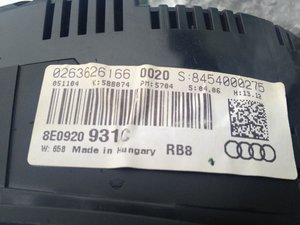 0263626166 0020 S:8454000275
051104 K:588074 PM:5704 S:04.06 H:13.12
8E0920 931C
W: 658 Made in Hungary RB8